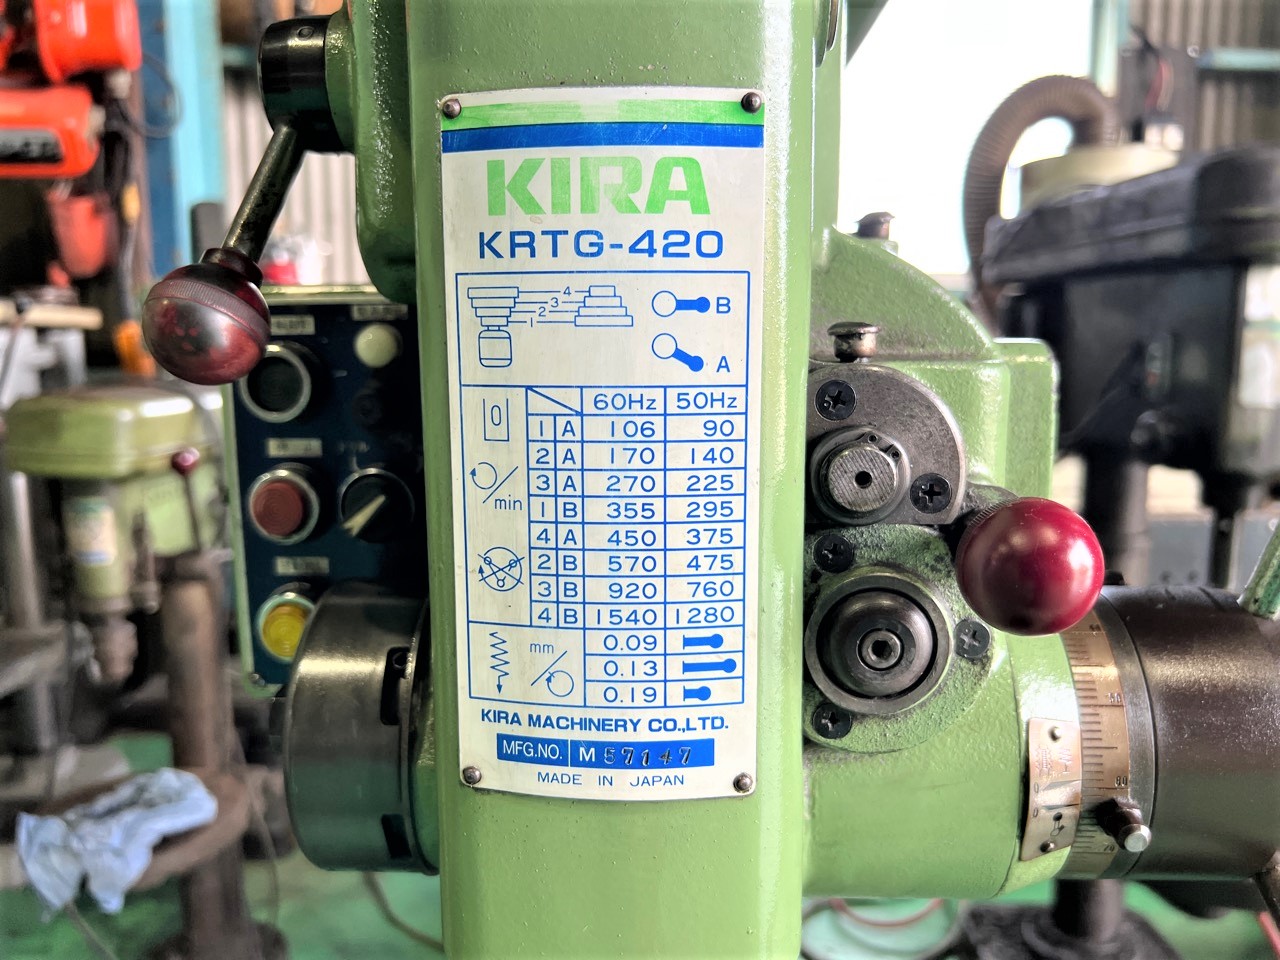 KIRA
KRTG-420
4
3
2
1
B
A
60Hz 50Hz
1 A 106 90
2 A 170 140
3 A 270 225
/min
1 B 355 295
4 A 450 375
2 B 570 475
3 B 920 760
4 B 1540 1280
mm
0.09
0.13
0.19
KIRA MACHINERY CO.,LTD.
MFG.NO. M 57147
MADE IN JAPAN